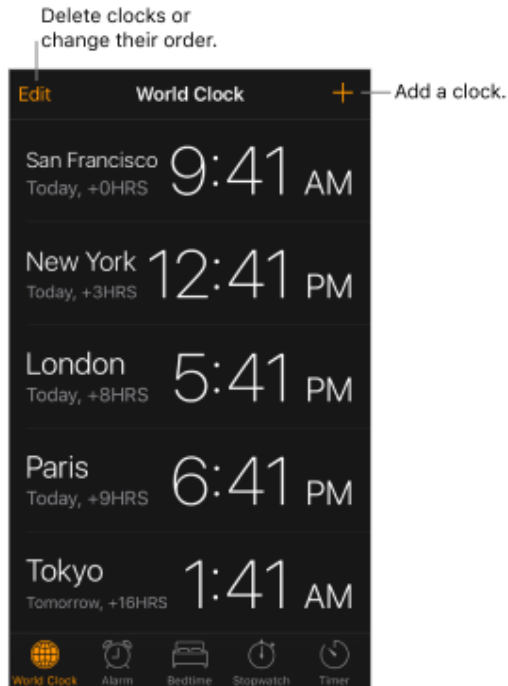 Delete clocks or
change their order.
Edit World Clock + Add a clock.
San Francisco 9:41 AM
Today, +0HRS
New York 12:41 PM
Today, +3HRS
London 5:41 PM
Today, +8HRS
Paris 6:41 PM
Today, +9HRS
Tokyo 1:41 AM
Tomorrow, +16HRS
World Clock Alarm Bedtime Stopwatch Timer